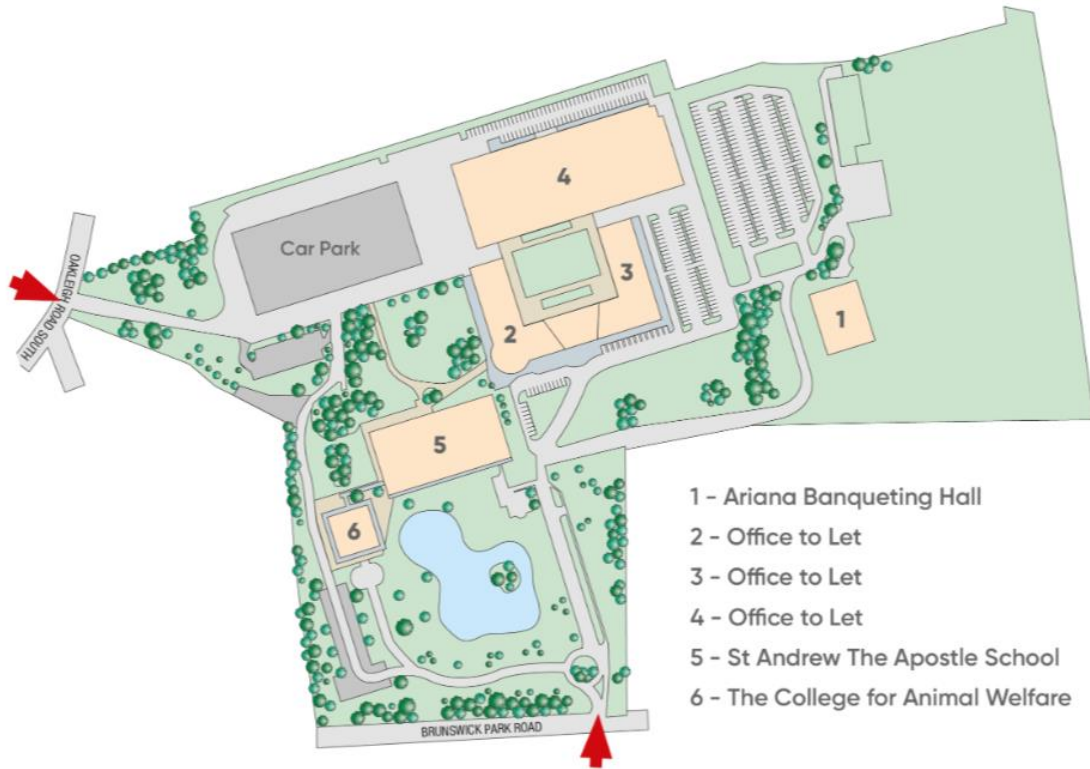 4
Car Park
3
OAKLEIGH ROAD SOUTH
2
1
5
6
1 - Ariana Banqueting Hall
2 - Office to Let
3 - Office to Let
4 - Office to Let
5 - St Andrew The Apostle School
6 - The College for Animal Welfare
BRUNSWICK PARK ROAD